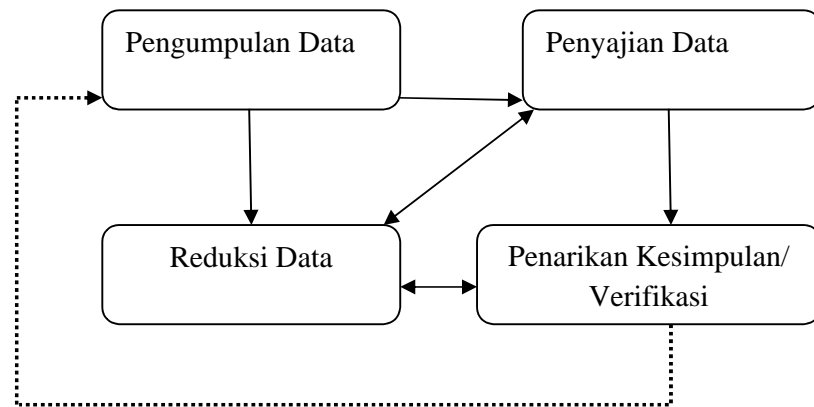 Pengumpulan Data
Penyajian Data
Reduksi Data
Penarikan Kesimpulan/
Verifikasi